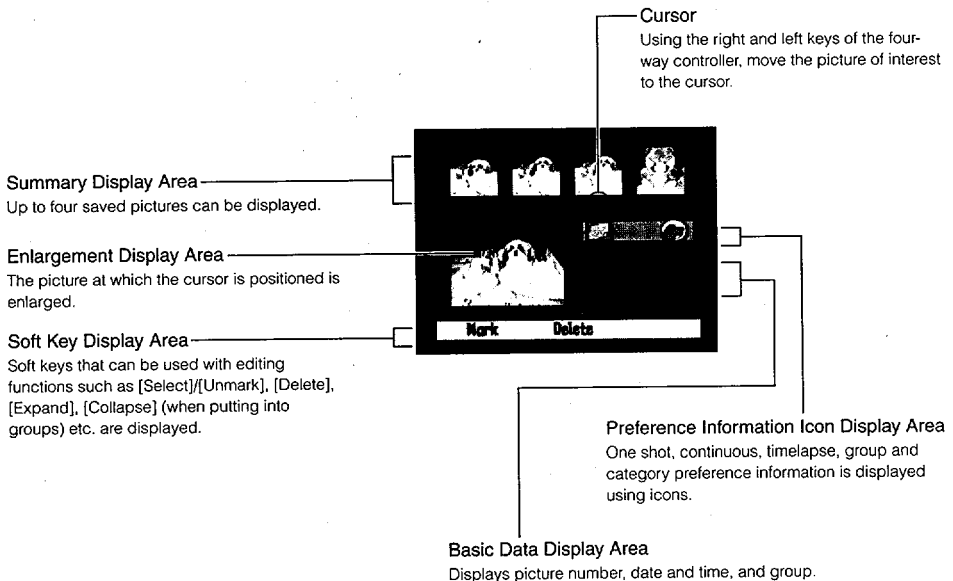 Cursor
Using the right and left keys of the four-
way controller, move the picture of interest
to the cursor.
Summary Display Area
Up to four saved pictures can be displayed.
Enlargement Display Area
The picture at which the cursor is positioned is
enlarged.
Soft Key Display Area
Soft keys that can be used with editing
functions such as [Select]/[Unmark], [Delete],
[Expand], [Collapse] (when putting into
groups) etc. are displayed.
Mark Delete
Preference Information Icon Display Area
One shot, continuous, timelapse, group and
category preference information is displayed
using icons.
Basic Data Display Area
Displays picture number, date and time, and group.